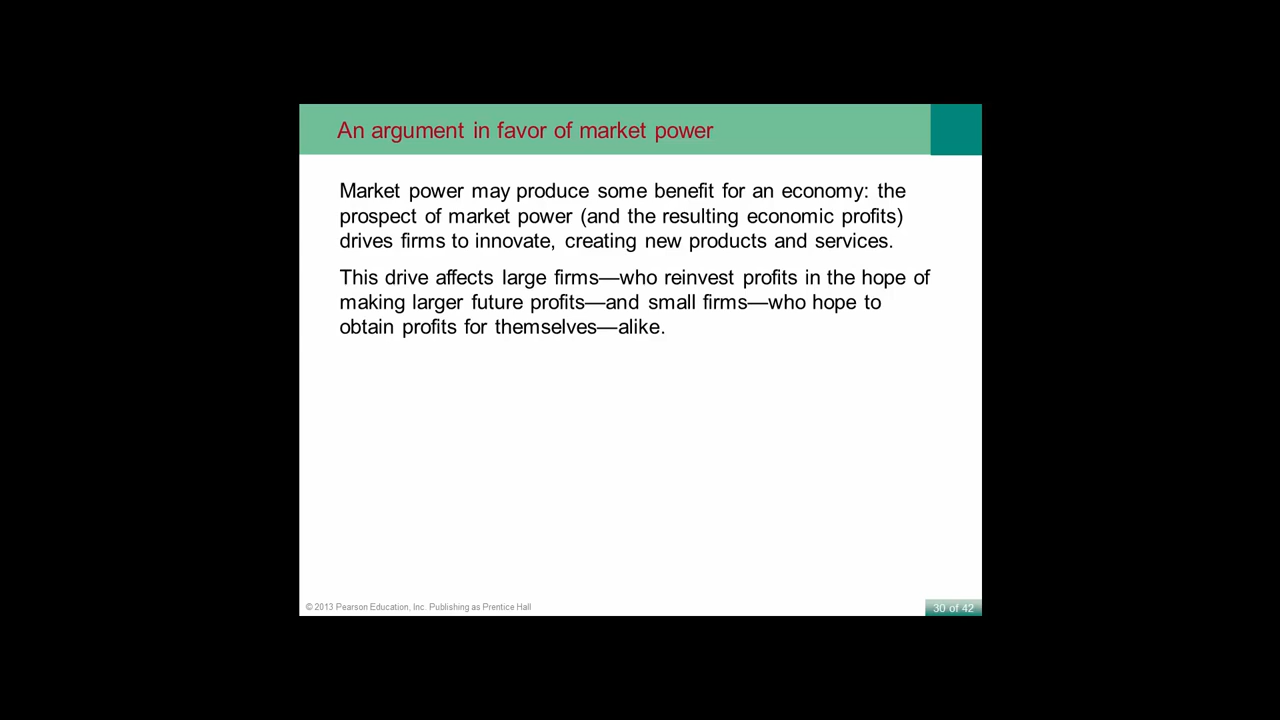 An argument in favor of market power
Market power may produce some benefit for an economy: the
prospect of market power (and the resulting economic profits)
drives firms to innovate, creating new products and services.
This drive affects large firms—who reinvest profits in the hope of
making larger future profits—and small firms—who hope to
obtain profits for themselves—alike.
© 2013 Pearson Education, Inc. Publishing as Prentice Hall
30 of 42